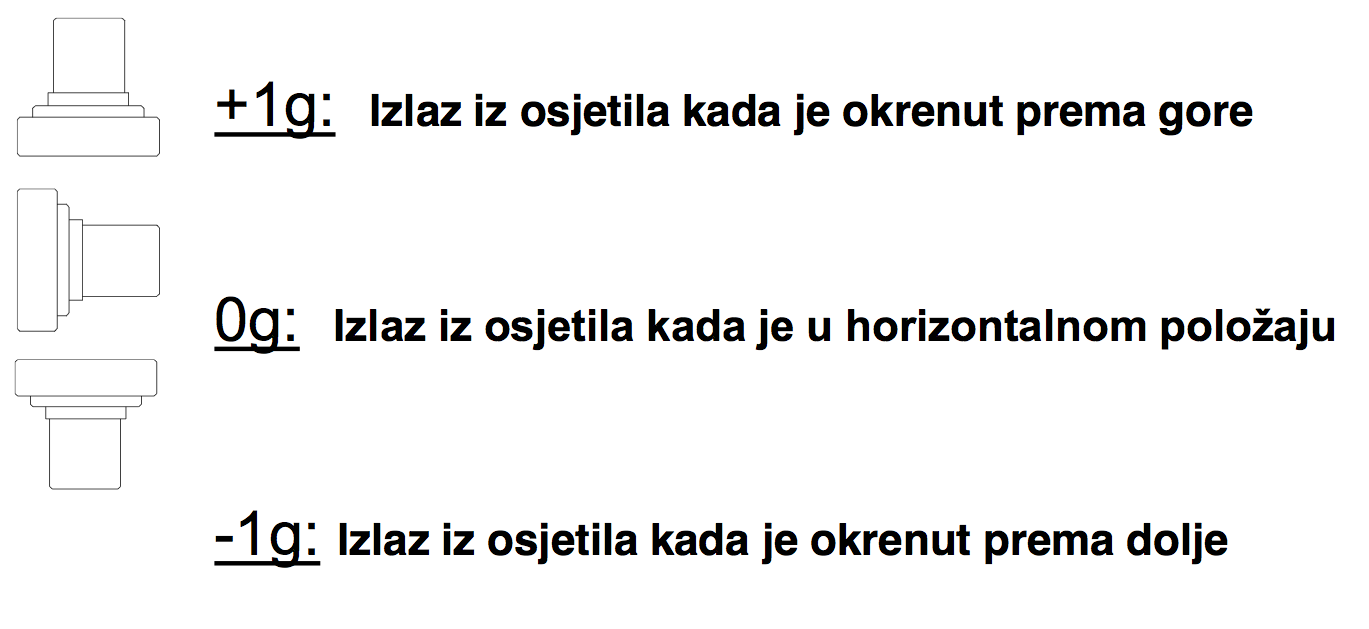 +1g: Izlaz iz osjetila kada je okrenut prema gore
0g: Izlaz iz osjetila kada je u horizontalnom položaju
-1g: Izlaz iz osjetila kada je okrenut prema dolje